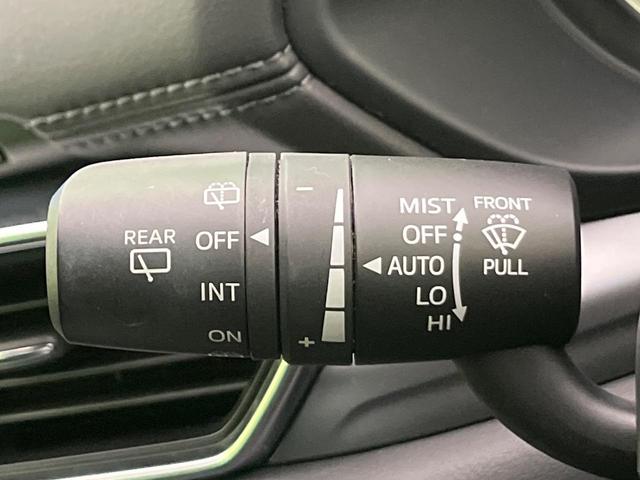 REAR
OFF
INT
ON
−
+
MIST
OFF
AUTO
LO
HI
FRONT
PULL